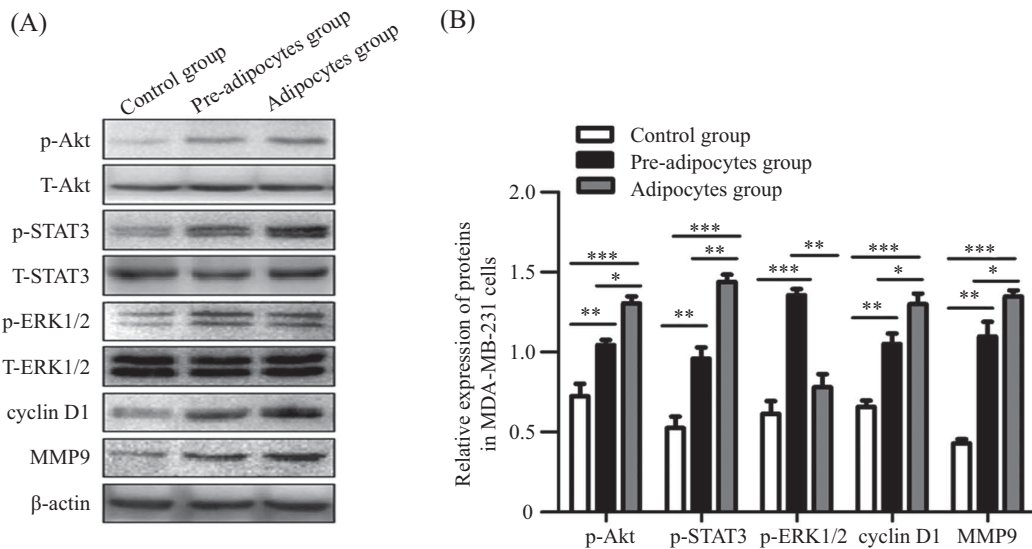 (A)
Control group
Pre-adipocytes group
Adipocytes group
p-Akt
T-Akt
p-STAT3
T-STAT3
p-ERK1/2
T-ERK1/2
cyclin D1
MMP9
β-actin
(B)
Control group
Pre-adipocytes group
Adipocytes group
Relative expression of proteins
in MDA-MB-231 cells
2.0
1.5
1.0
0.5
0
***
*
**
***
**
**
**
***
***
*
**
***
*
**
p-Akt
p-STAT3
p-ERK1/2
cyclin D1
MMP9